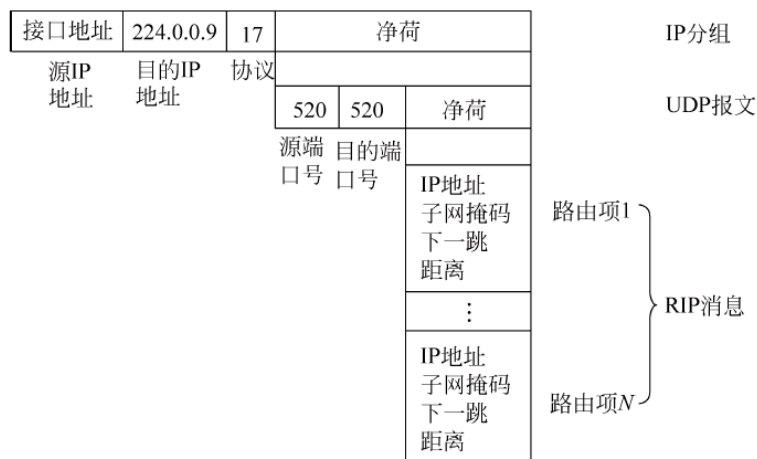 接口地址 224.0.0.9 17 净荷 IP分组
源IP 目的IP 协议
地址 地址
520 520 净荷 UDP报文
源端 目的端
口号 口号
IP地址
子网掩码 路由项1
下一跳
距离
⋮ RIP消息
IP地址
子网掩码
下一跳 路由项N
距离